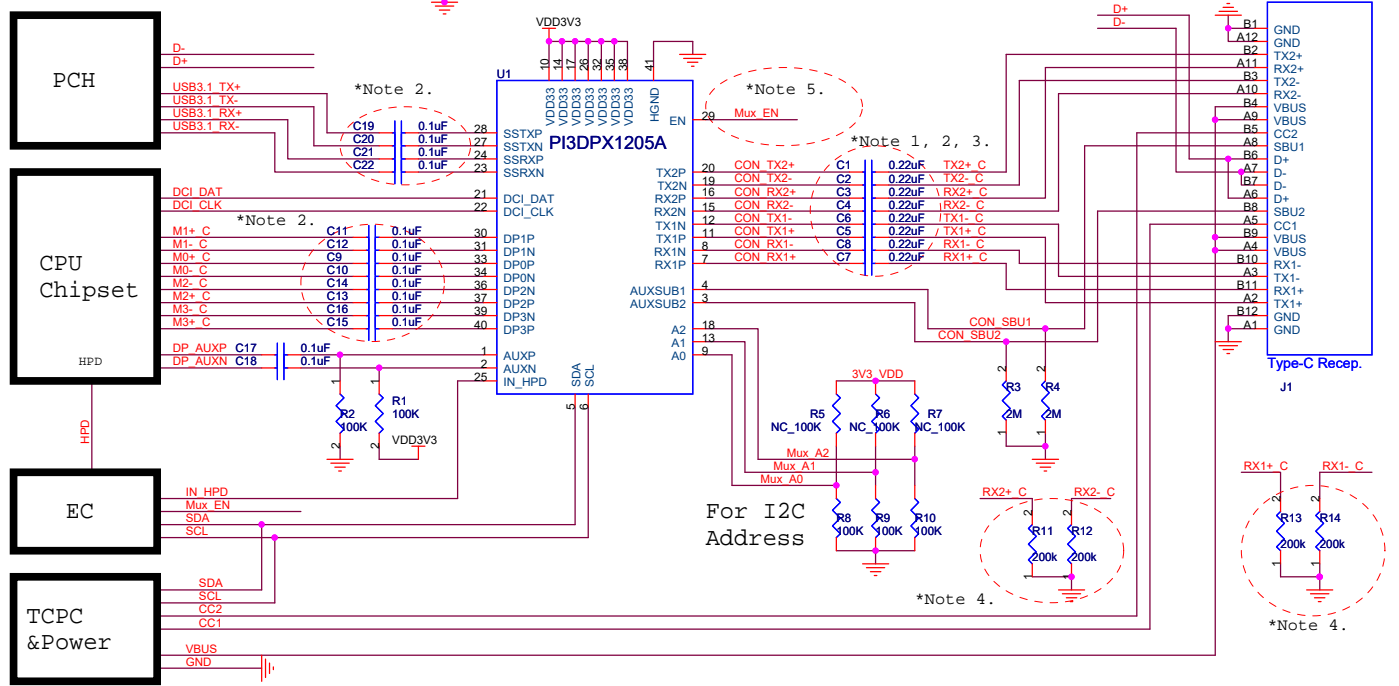 PCH
D-
D+
USB3.1_TX+
USB3.1_TX-
USB3.1_RX+
USB3.1_RX-
*Note 2.
C19 0.1uF
C20 0.1uF
C21 0.1uF
C22 0.1uF
CPU
Chipset
HPD
DCI_DAT
DCI_CLK
*Note 2.
M1+_C C11 0.1uF
M1-_C C12 0.1uF
M0+_C C9 0.1uF
M0-_C C10 0.1uF
M2-_C C14 0.1uF
M2+_C C13 0.1uF
M3-_C C16 0.1uF
M3+_C C15 0.1uF
DP_AUXP C17 0.1uF
DP_AUXN C18 0.1uF
1 R2 100K 2
1 R1 100K 2
VDD3V3
HPD
EC
IN_HPD
Mux_EN
SDA
SCL
TCPC
&Power
SDA
SCL
CC2
CC1
VBUS
GND
VDD3V3
10 14 17 26 32 35 38 41
U1
VDD33 VDD33 VDD33 VDD33 VDD33 VDD33 VDD33 HGND
PI3DPX1205A
28 SSTXP
27 SSTXN
24 SSRXP
23 SSRXN
21 DCI_DAT
22 DCI_CLK
30 DP1P
31 DP1N
33 DP0P
34 DP0N
36 DP2N
37 DP2P
39 DP3N
40 DP3P
1 AUXP
2 AUXN
25 IN_HPD
SDA SCL
5 6
EN 29 Mux_EN
*Note 5.
*Note 1, 2, 3.
TX2P 20 CON_TX2+ C1 0.22uF TX2+_C
TX2N 19 CON_TX2- C2 0.22uF TX2-_C
RX2P 16 CON_RX2+ C3 0.22uF RX2+_C
RX2N 15 CON_RX2- C4 0.22uF RX2-_C
TX1N 12 CON_TX1- C6 0.22uF TX1-_C
TX1P 11 CON_TX1+ C5 0.22uF TX1+_C
RX1N 8 CON_RX1- C8 0.22uF RX1-_C
RX1P 7 CON_RX1+ C7 0.22uF RX1+_C
AUXSUB1 4
AUXSUB2 3
A2 18
A1 13
A0 9
CON_SBU1
CON_SBU2
2 R3 2M 1
2 R4 2M 1
3V3_VDD
R5 NC_100K
R6 NC_100K
R7 NC_100K
Mux_A2
Mux_A1
Mux_A0
R8 100K
R9 100K
R10 100K
For I2C
Address
RX2+_C RX2-_C
2 R11 200k 1
2 R12 200k 1
*Note 4.
RX1+_C RX1-_C
2 R13 200k 1
2 R14 200k 1
*Note 4.
D+
D-
B1 GND
A12 GND
B2 TX2+
A11 RX2+
B3 TX2-
A10 RX2-
B4 VBUS
A9 VBUS
B5 CC2
A8 SBU1
B6 D+
A7 D-
B7 D-
A6 D+
B8 SBU2
A5 CC1
B9 VBUS
A4 VBUS
B10 RX1-
A3 TX1-
B11 RX1+
A2 TX1+
B12 GND
A1 GND
Type-C Recep.
J1